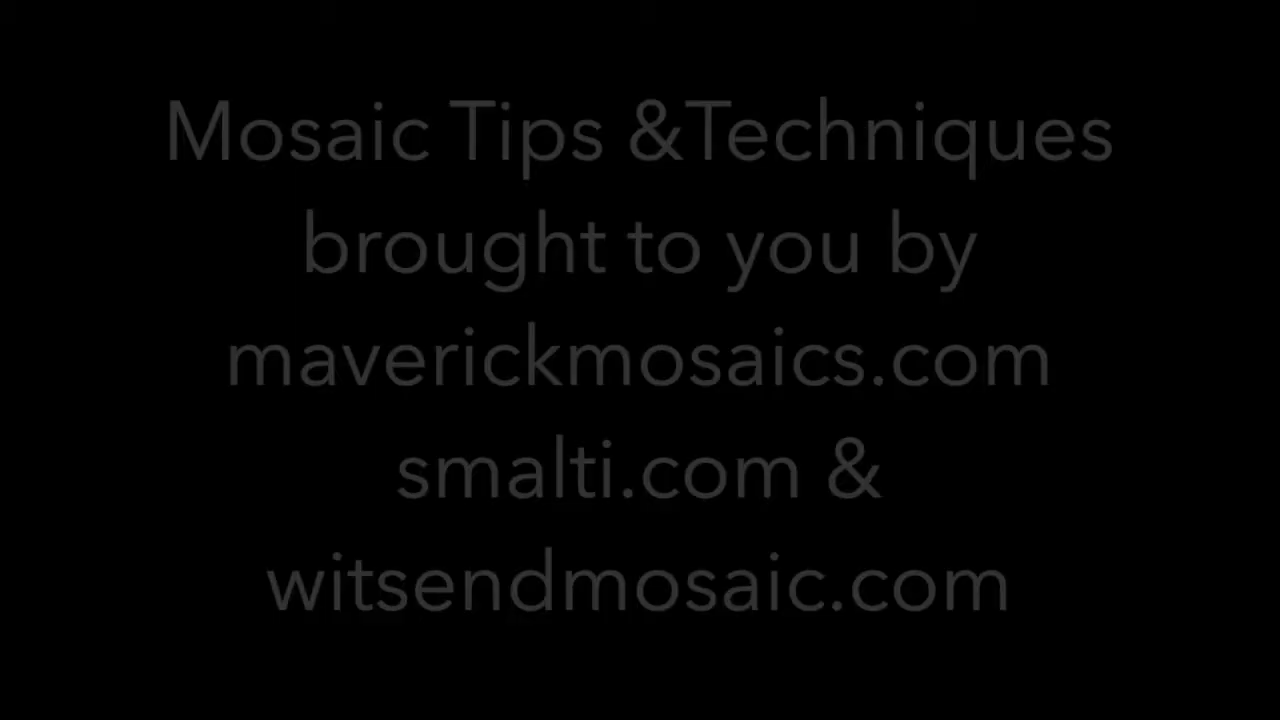 Mosaic Tips &Techniques
brought to you by
maverickmosaics.com
smalti.com &
witsendmosaic.com